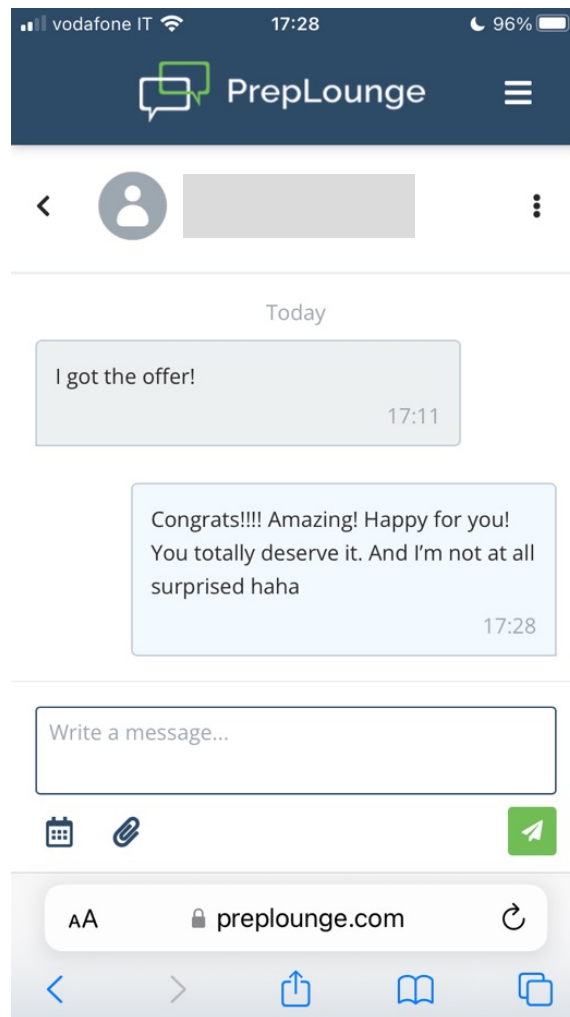 vodafone IT 17:28 96%
PrepLounge
Today
I got the offer!
17:11
Congrats!!!! Amazing! Happy for you!
You totally deserve it. And I’m not at all
surprised haha
17:28
Write a message...
AA preplounge.com